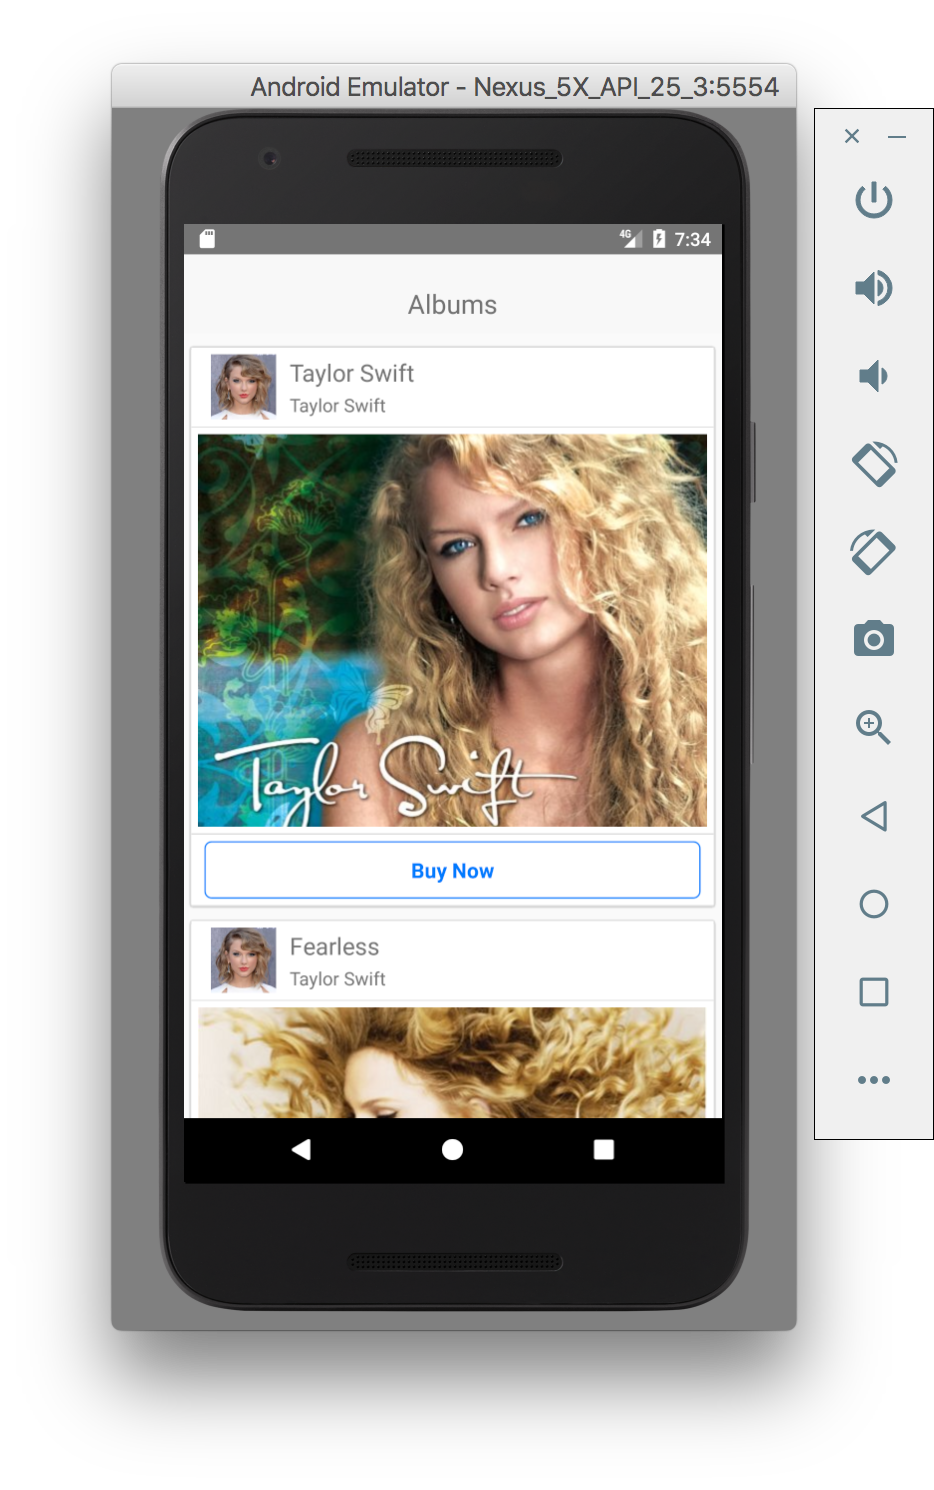 Android Emulator - Nexus_5X_API_25_3:5554
4G 7:34
Albums
Taylor Swift
Taylor Swift
Taylor Swift
Buy Now
Fearless
Taylor Swift